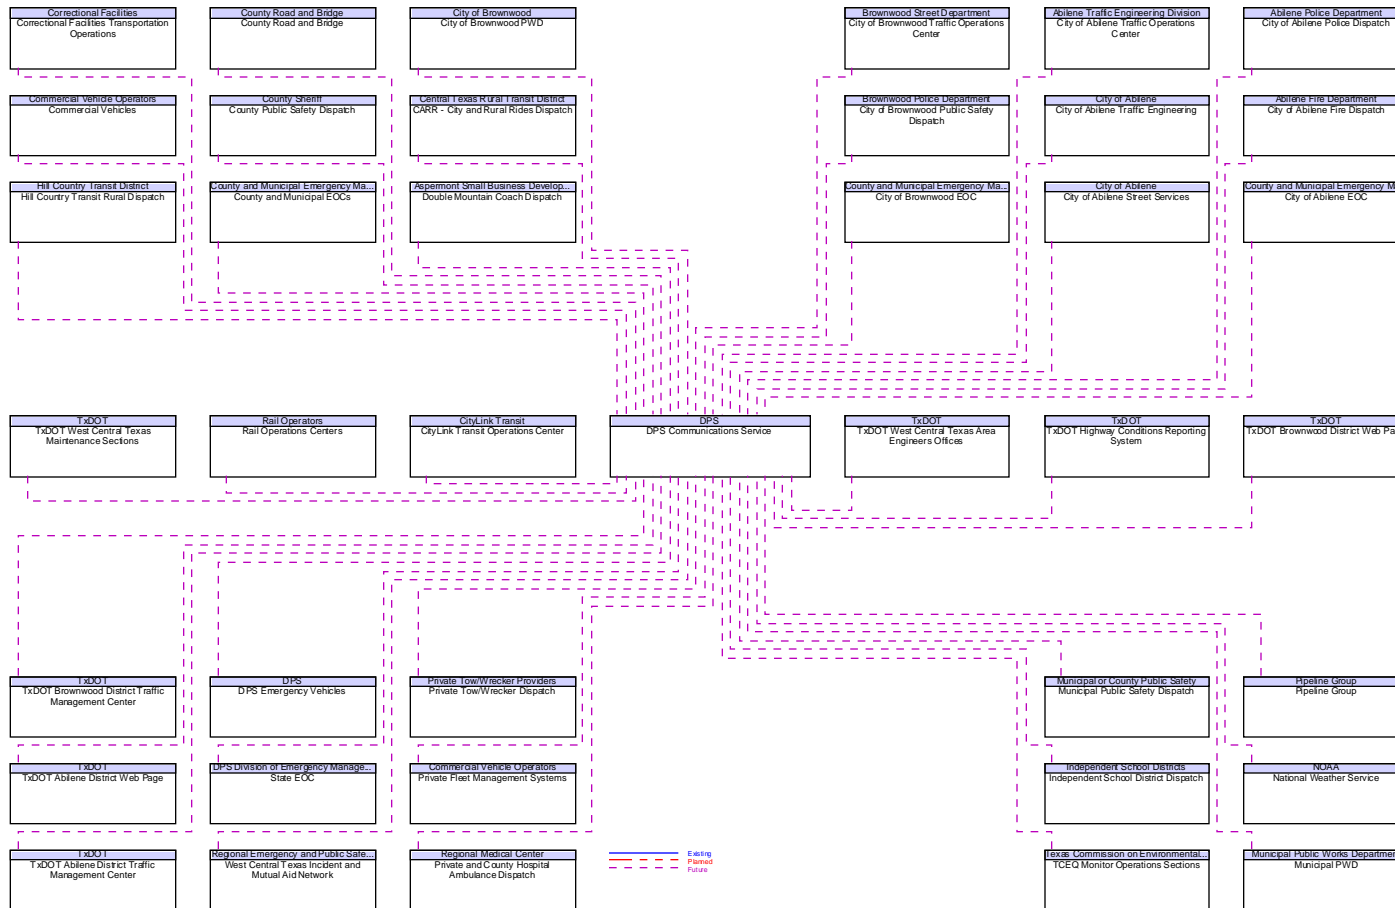 Correctional Facilities
Correctional Facilities Transportation
Operations
County Road and Bridge
County Road and Bridge
City of Brownwood
City of Brownwood PWD
Brownwood Street Department
City of Brownwood Traffic Operations
Center
Abilene Traffic Engineering Division
City of Abilene Traffic Operations
Center
Abilene Police Department
City of Abilene Police Dispatch
Commercial Vehicle Operators
Commercial Vehicles
County Sheriff
County Public Safety Dispatch
Central Texas Rural Transit District
CARR - City and Rural Rides Dispatch
Brownwood Police Department
City of Brownwood Public Safety
Dispatch
City of Abilene
City of Abilene Traffic Engineering
Abilene Fire Department
City of Abilene Fire Dispatch
Hill Country Transit District
Hill Country Transit Rural Dispatch
County and Municipal Emergency Ma...
County and Municipal EOCs
Aspermont Small Business Develop...
Double Mountain Coach Dispatch
County and Municipal Emergency Ma...
City of Brownwood EOC
City of Abilene
City of Abilene Street Services
County and Municipal Emergency M
City of Abilene EOC
TxDOT
TxDOT West Central Texas
Maintenance Sections
Rail Operators
Rail Operations Centers
CityLink Transit
CityLink Transit Operations Center
DPS
DPS Communications Service
TxDOT
TxDOT West Central Texas Area
Engineers Offices
TxDOT
TxDOT Highway Conditions Reporting
System
TxDOT
TxDOT Brownwood District Web Pa
TxDOT
TxDOT Brownwood District Traffic
Management Center
DPS
DPS Emergency Vehicles
Private Tow/Wrecker Providers
Private Tow/Wrecker Dispatch
Municipal or County Public Safety
Municipal Public Safety Dispatch
Pipeline Group
Pipeline Group
TxDOT
TxDOT Abilene District Web Page
DPS Division of Emergency Manage...
State EOC
Commercial Vehicle Operators
Private Fleet Management Systems
Independent School Districts
Independent School District Dispatch
NOAA
National Weather Service
TxDOT
TxDOT Abilene District Traffic
Management Center
Regional Emergency and Public Safe...
West Central Texas Incident and
Mutual Aid Network
Regional Medical Center
Private and County Hospital
Ambulance Dispatch
Existing
Planned
Future
Texas Commission on Environmental...
TCEQ Monitor Operations Sections
Municipal Public Works Department
Municipal PWD